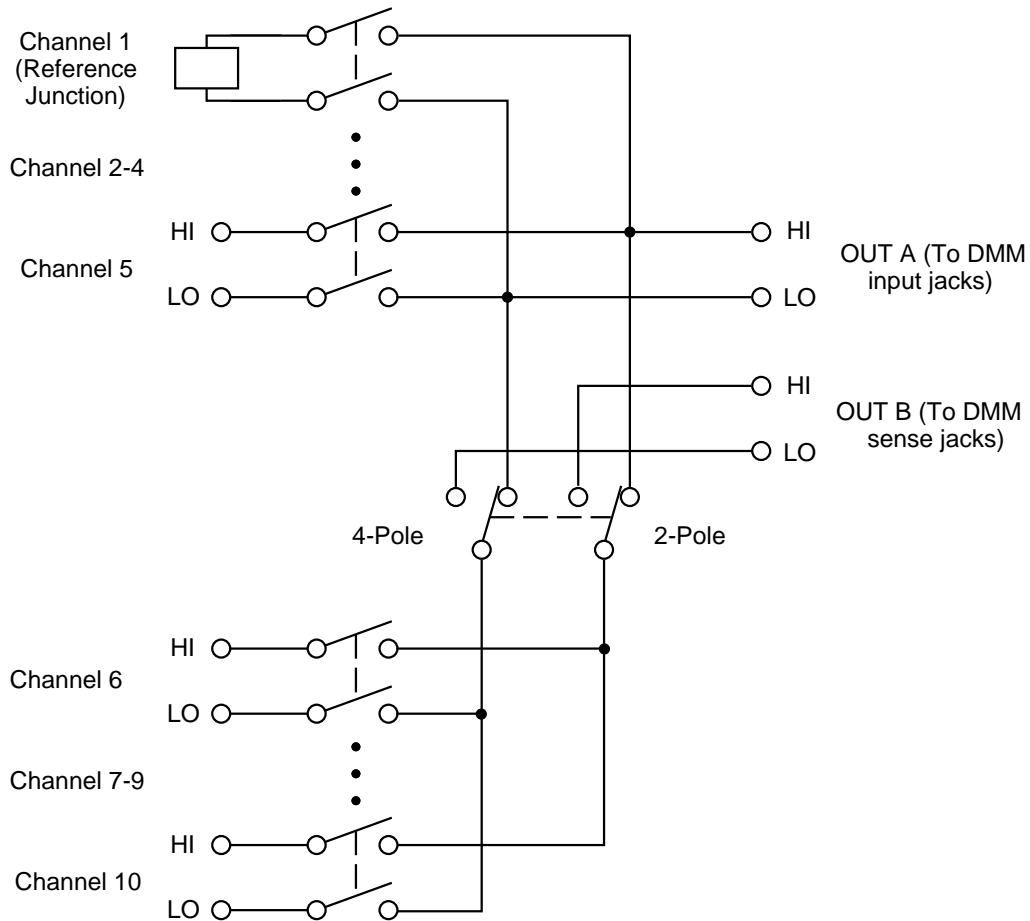 Channel 1
(Reference
Junction)
Channel 2-4
HI
Channel 5
LO
HI
OUT A (To DMM
input jacks)
LO
HI
OUT B (To DMM
sense jacks)
LO
4-Pole
2-Pole
HI
Channel 6
LO
Channel 7-9
HI
Channel 10
LO